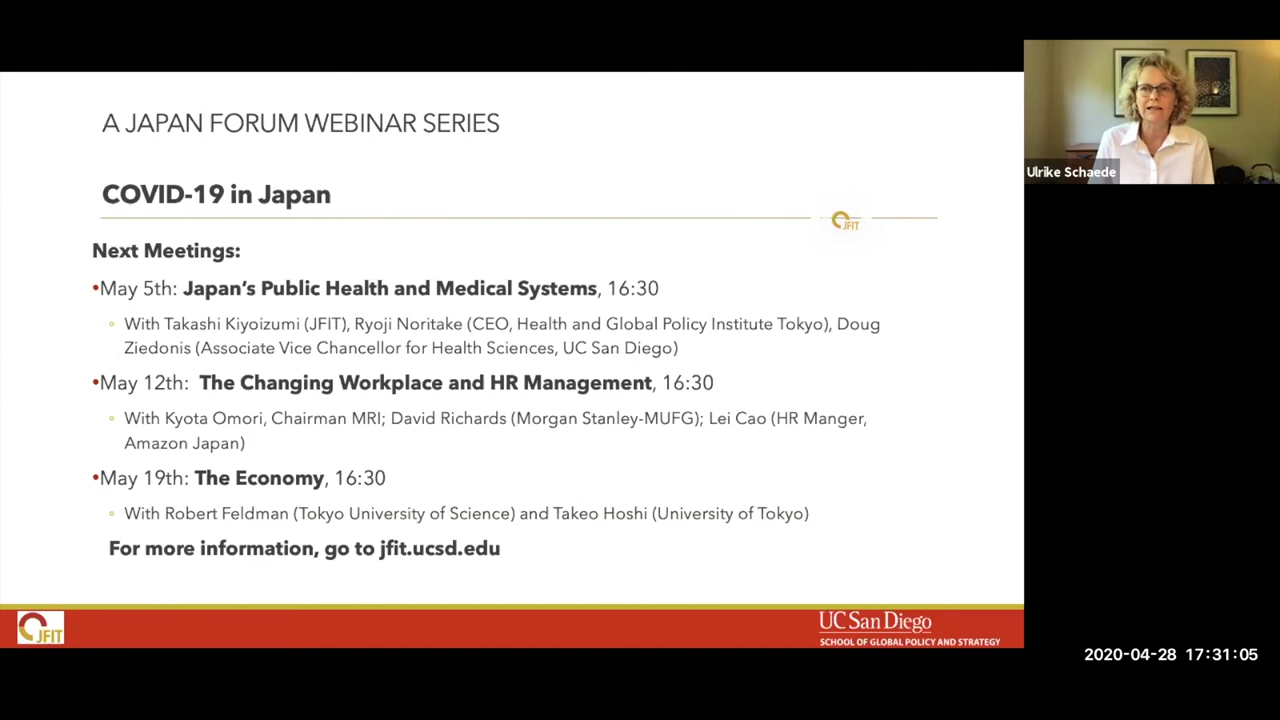 A JAPAN FORUM WEBINAR SERIES
COVID-19 in Japan
JFIT
Next Meetings:
•May 5th: Japan's Public Health and Medical Systems, 16:30
◦ With Takashi Kiyoizumi (JFIT), Ryoji Noritake (CEO, Health and Global Policy Institute Tokyo), Doug
Ziedonis (Associate Vice Chancellor for Health Sciences, UC San Diego)
•May 12th:  The Changing Workplace and HR Management, 16:30
◦ With Kyota Omori, Chairman MRI; David Richards (Morgan Stanley-MUFG); Lei Cao (HR Manger,
Amazon Japan)
•May 19th: The Economy, 16:30
◦ With Robert Feldman (Tokyo University of Science) and Takeo Hoshi (University of Tokyo)
For more information, go to jfit.ucsd.edu
JFIT
UC San Diego
SCHOOL OF GLOBAL POLICY AND STRATEGY
Ulrike Schaede
2020-04-28 17:31:05